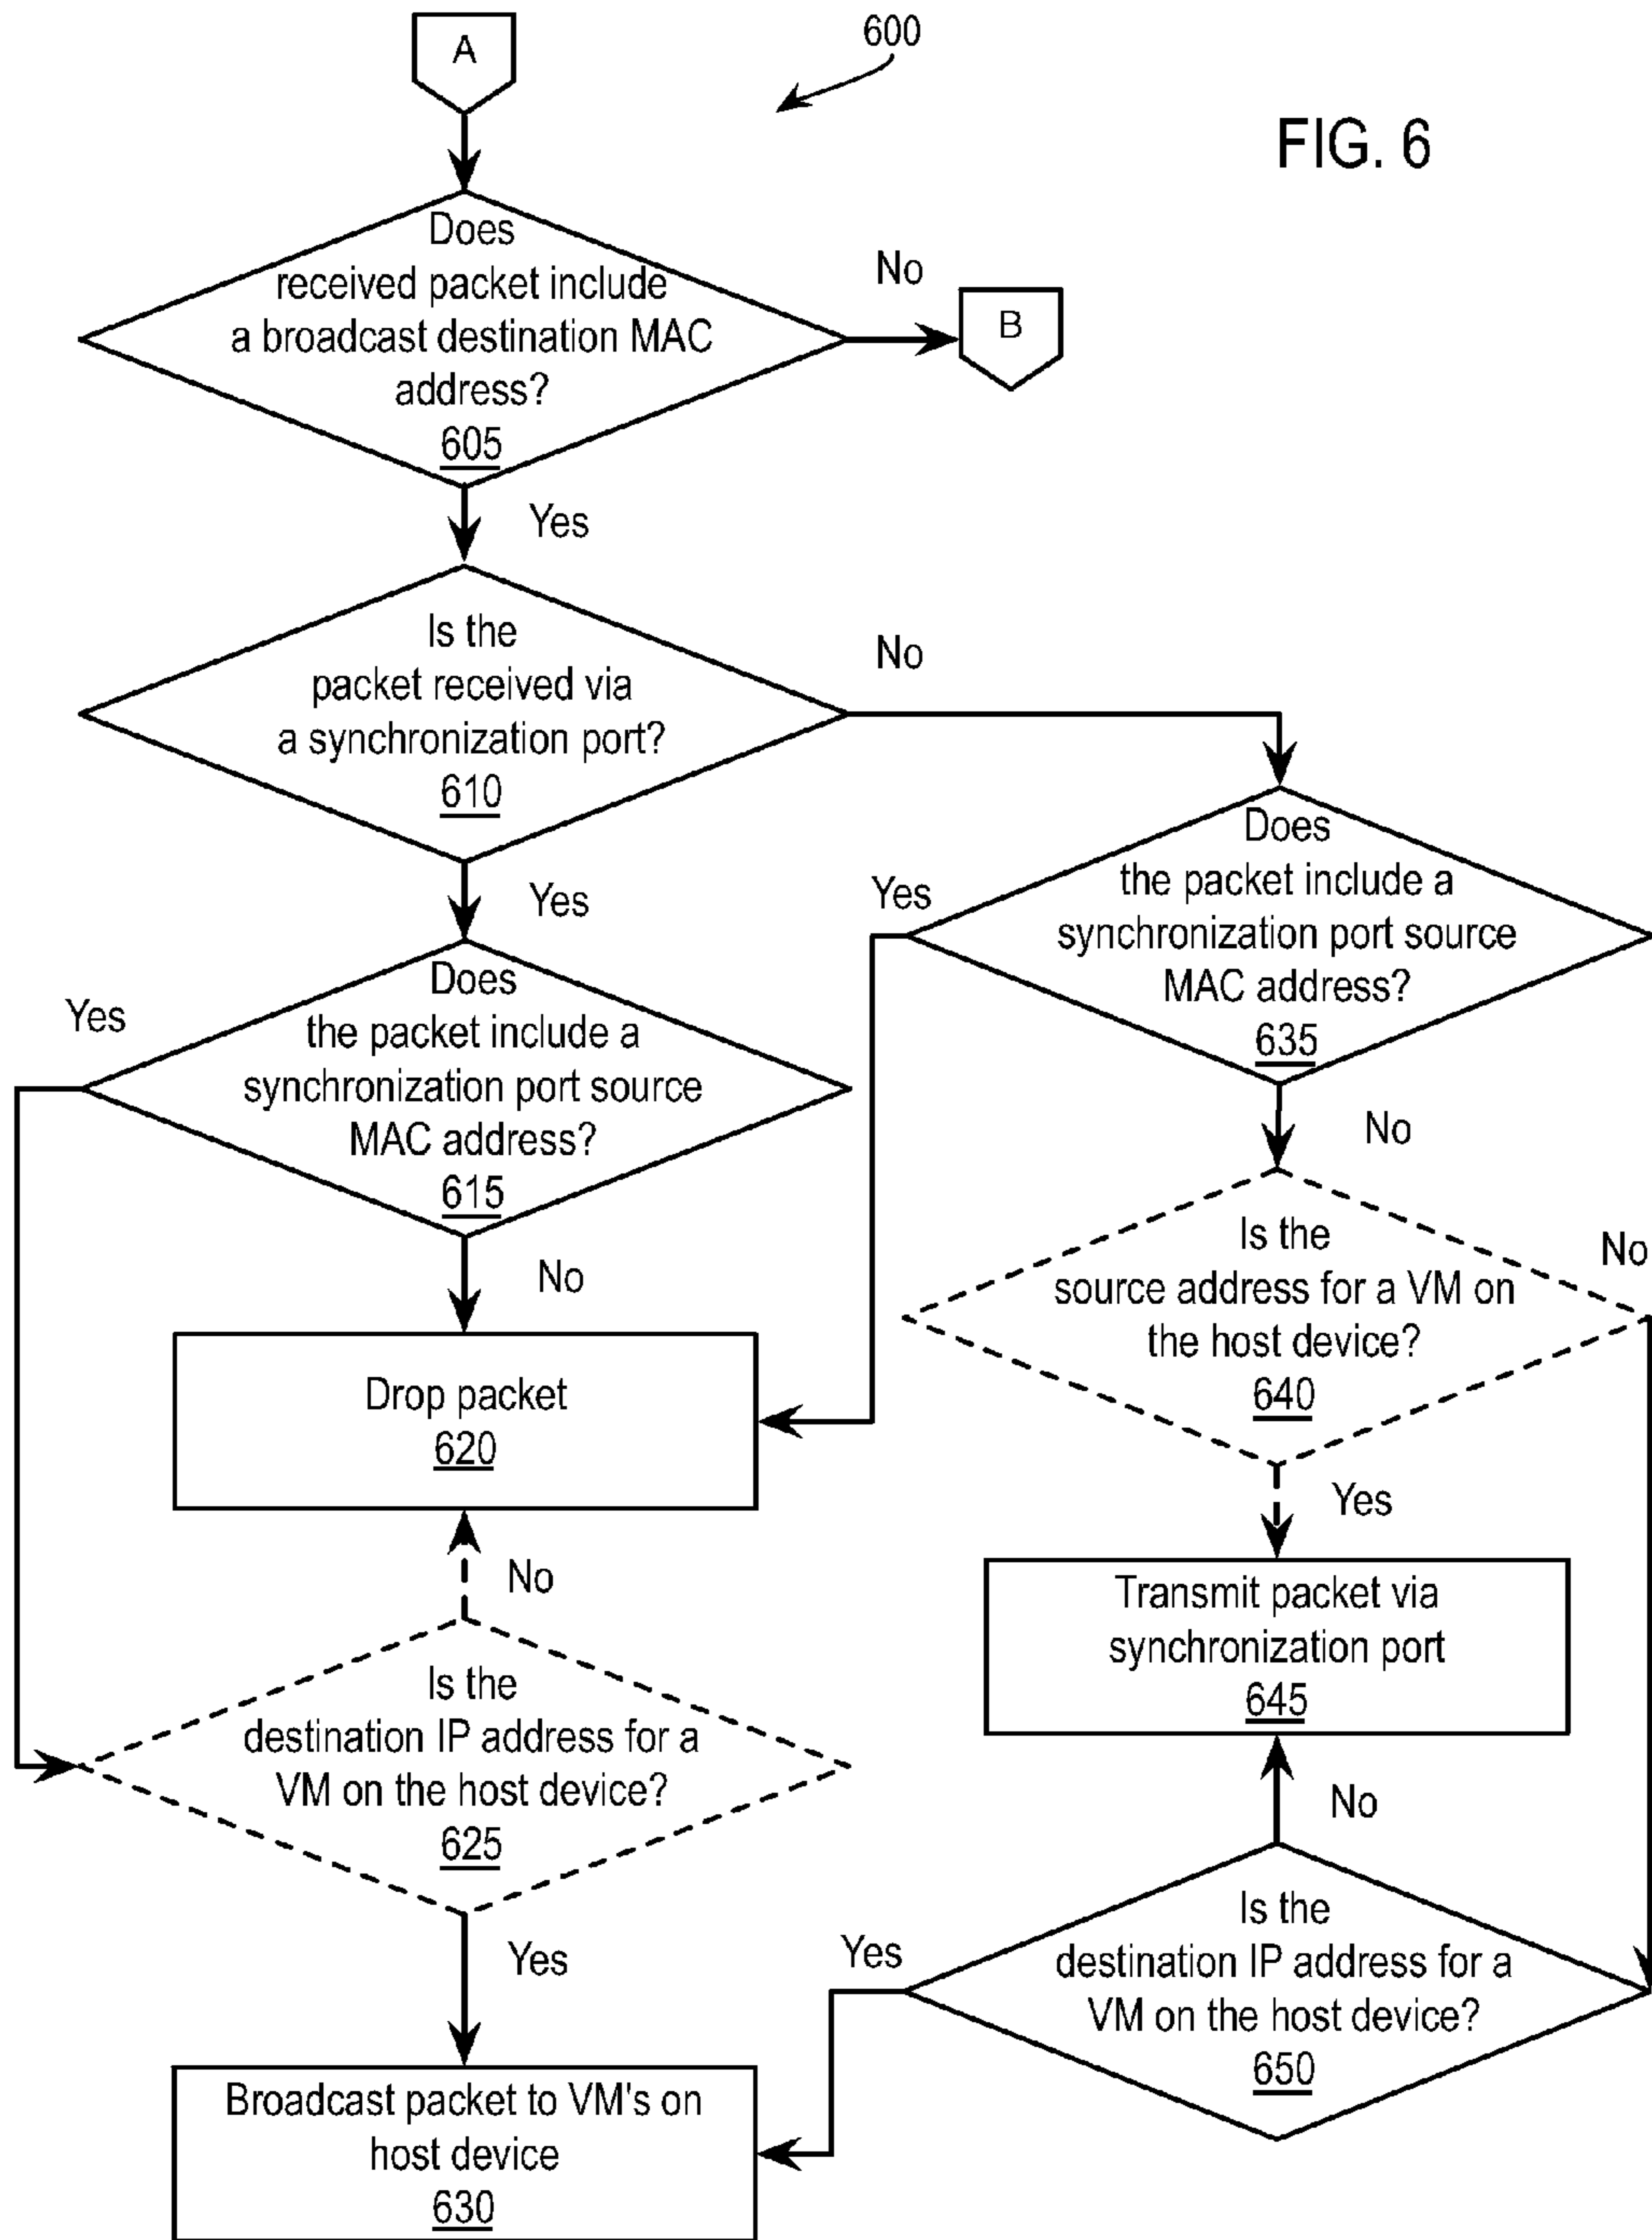 A
600
FIG. 6
Does
received packet include
a broadcast destination MAC
address?
605
No
B
Yes
Is the
packet received via
a synchronization port?
610
No
Yes
Does
the packet include a
synchronization port source
MAC address?
615
Yes
No
Does
the packet include a
synchronization port source
MAC address?
635
Yes
No
Drop packet
620
Is the
source address for a VM on
the host device?
640
No
Yes
No
Is the
destination IP address for a
VM on the host device?
625
Yes
Transmit packet via
synchronization port
645
No
Is the
destination IP address for a
VM on the host device?
650
Yes
Broadcast packet to VM's on
host device
630